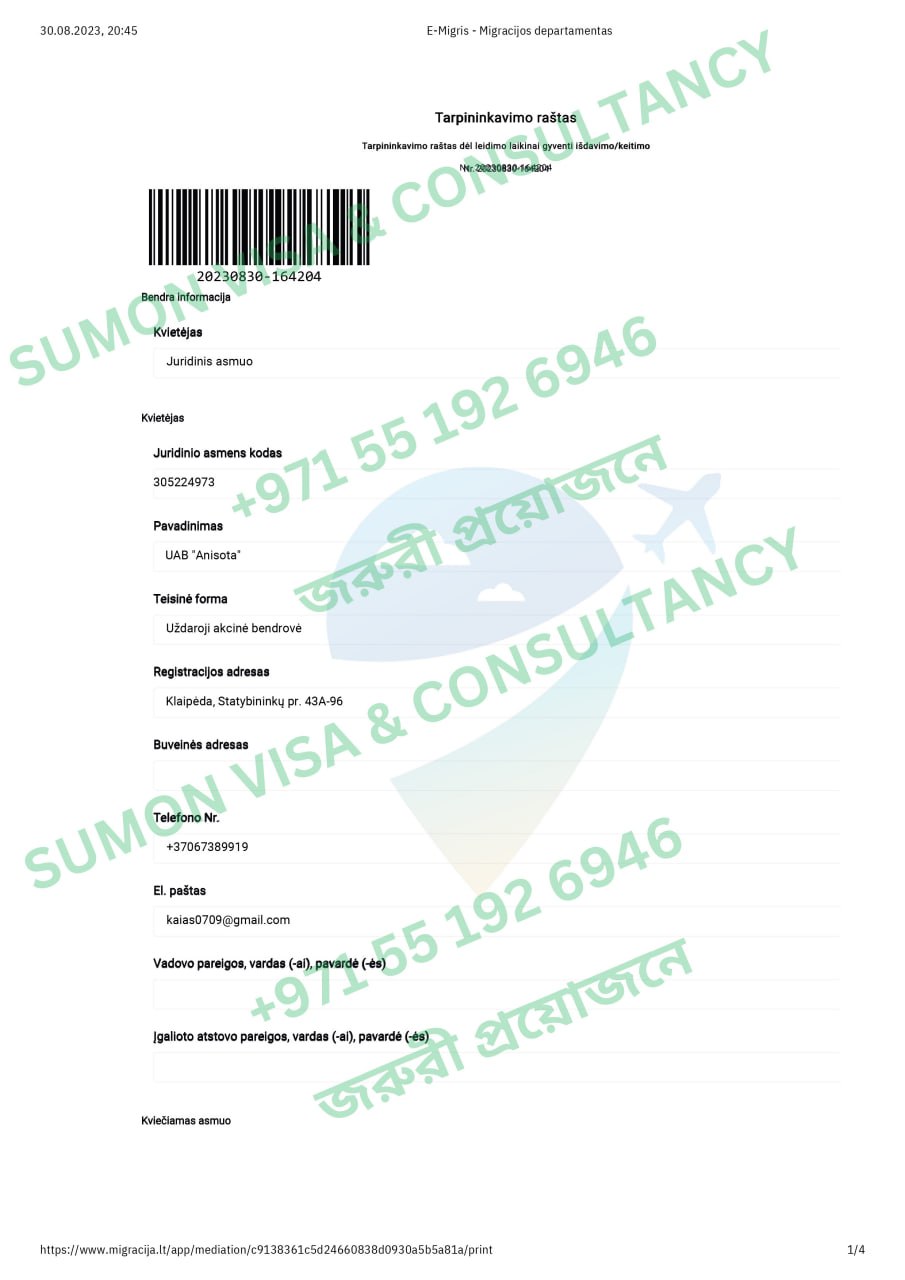 30.08.2023, 20:45
E-Migris - Migracijos departamentas
Tarpininkavimo raštas
Tarpininkavimo raštas dėl leidimo laikinai gyventi išdavimo/keitimo
Nr. 20230830-164204
20230830-164204
Bendra informacija
Kvietėjas
Juridinis asmuo
SUMON VISA & CONSULTANCY
Kvietėjas
Juridinio asmens kodas
305224973
+971 55 192 6946
Pavadinimas
UAB "Anisota"
জরুরী প্রয়োজনে
Teisinė forma
Uždaroji akcinė bendrovė
Registracijos adresas
Klaipėda, Statybininkų pr. 43A-96
Buveinės adresas
SUMON VISA & CONSULTANCY
Telefono Nr.
+37067389919
El. paštas
kaias0709@gmail.com
Vadovo pareigos, vardas (-ai), pavardė (-ės)
+971 55 192 6946
Įgalioto atstovo pareigos, vardas (-ai), pavardė (-ės)
জরুরী প্রয়োজনে
Kviečiamas asmuo
https://www.migracija.lt/app/mediation/c9138361c5d24660838d0930a5b5a81a/print
1/4